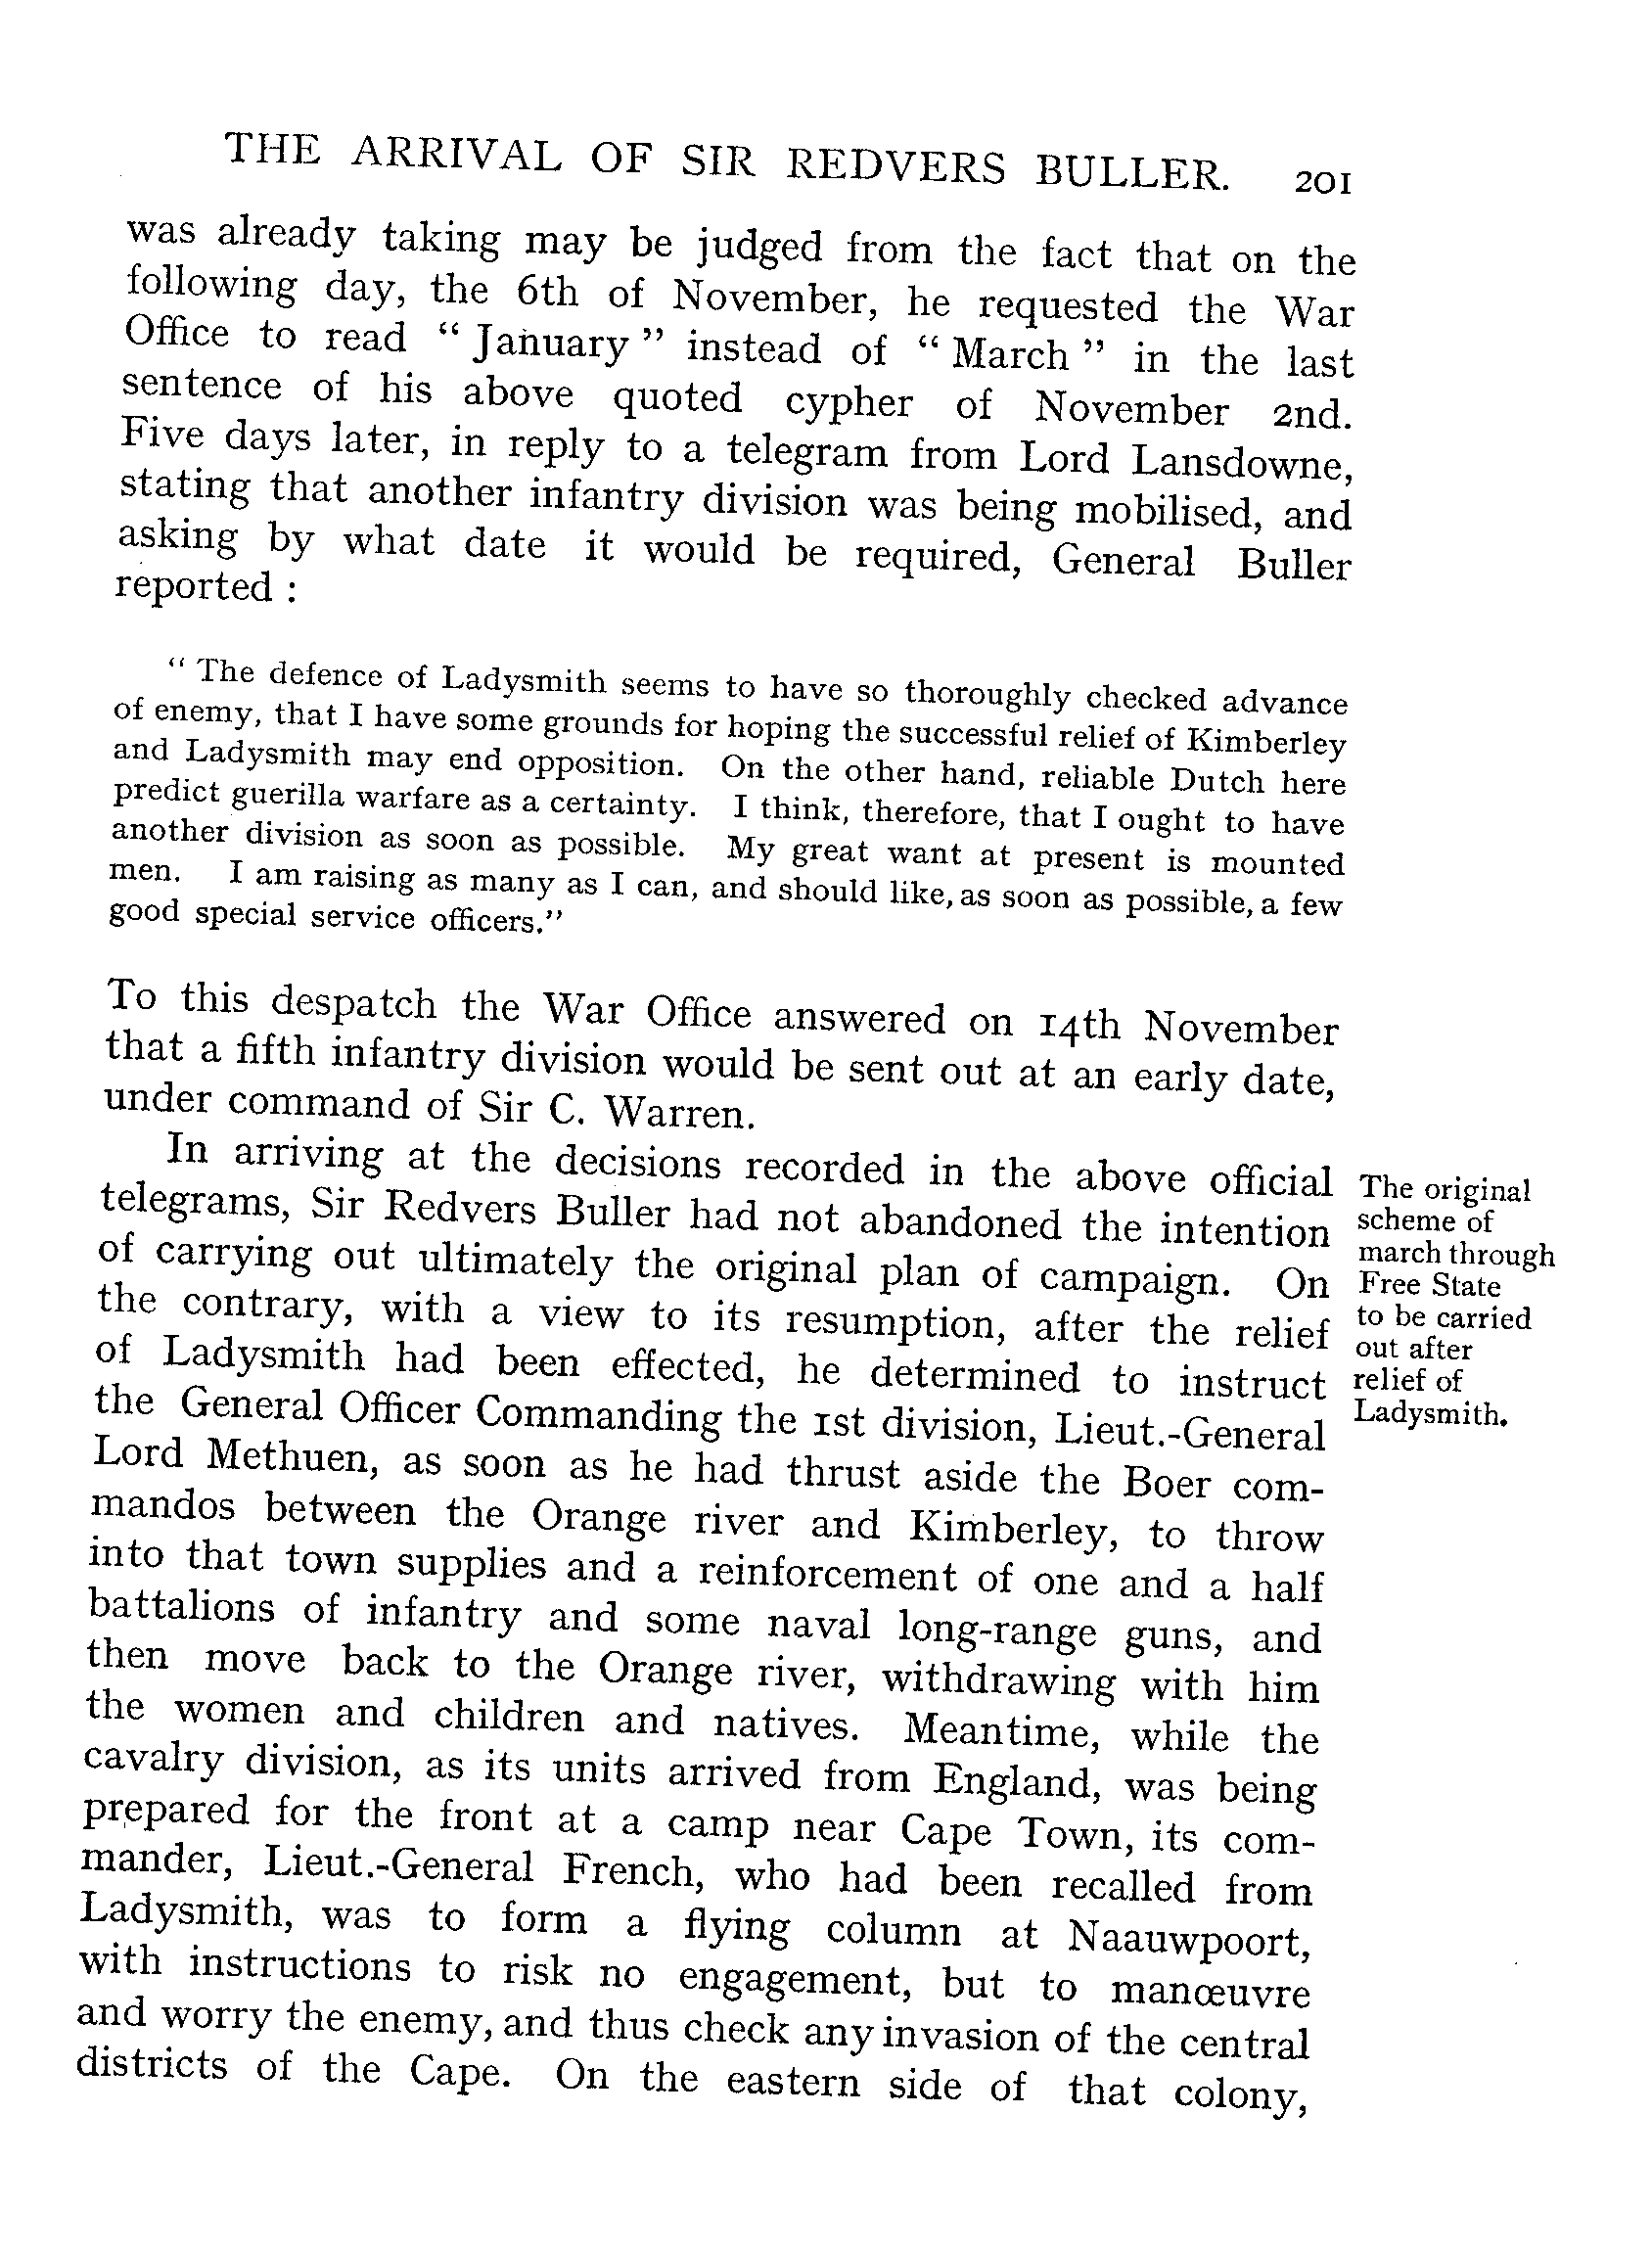 THE ARRIVAL OF SIR REDVERS BULLER. 201
was already taking may be judged from the fact that on the
following day, the 6th of November, he requested the War
Office to read “ January ” instead of “ March ” in the last
sentence of his above quoted cypher of November 2nd.
Five days later, in reply to a telegram from Lord Lansdowne,
stating that another infantry division was being mobilised, and
asking by what date it would be required, General Buller
reported :
“ The defence of Ladysmith seems to have so thoroughly checked advance
of enemy, that I have some grounds for hoping the successful relief of Kimberley
and Ladysmith may end opposition. On the other hand, reliable Dutch here
predict guerilla warfare as a certainty. I think, therefore, that I ought to have
another division as soon as possible. My great want at present is mounted
men. I am raising as many as I can, and should like, as soon as possible, a few
good special service officers.”
To this despatch the War Office answered on 14th November
that a fifth infantry division would be sent out at an early date,
under command of Sir C. Warren.
In arriving at the decisions recorded in the above official
telegrams, Sir Redvers Buller had not abandoned the intention
of carrying out ultimately the original plan of campaign. On
the contrary, with a view to its resumption, after the relief
of Ladysmith had been effected, he determined to instruct
the General Officer Commanding the 1st division, Lieut.-General
Lord Methuen, as soon as he had thrust aside the Boer com-
mandos between the Orange river and Kimberley, to throw
into that town supplies and a reinforcement of one and a half
battalions of infantry and some naval long-range guns, and
then move back to the Orange river, withdrawing with him
the women and children and natives. Meantime, while the
cavalry division, as its units arrived from England, was being
prepared for the front at a camp near Cape Town, its com-
mander, Lieut.-General French, who had been recalled from
Ladysmith, was to form a flying column at Naauwpoort,
with instructions to risk no engagement, but to manœuvre
and worry the enemy, and thus check any invasion of the central
districts of the Cape. On the eastern side of that colony,
The original
scheme of
march through
Free State
to be carried
out after
relief of
Ladysmith.